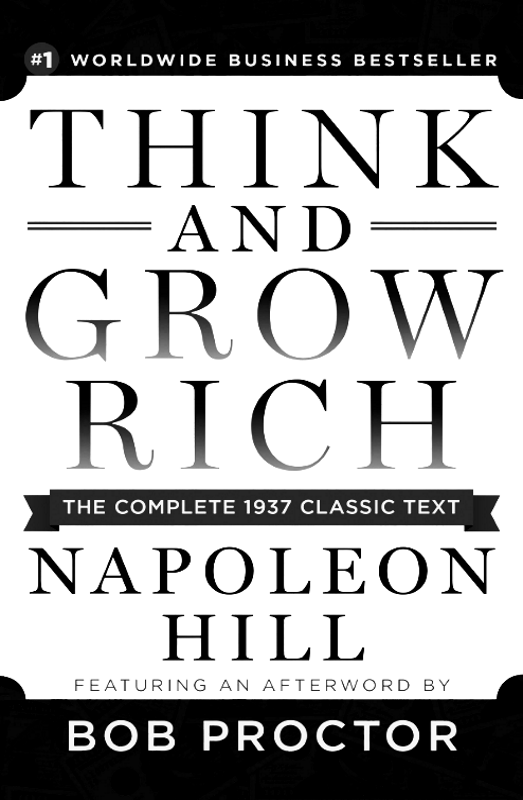 #1 WORLDWIDE BUSINESS BESTSELLER
THINK
AND
GROW
RICH
THE COMPLETE 1937 CLASSIC TEXT
NAPOLEON
HILL
FEATURING AN AFTERWORD BY
BOB PROCTOR